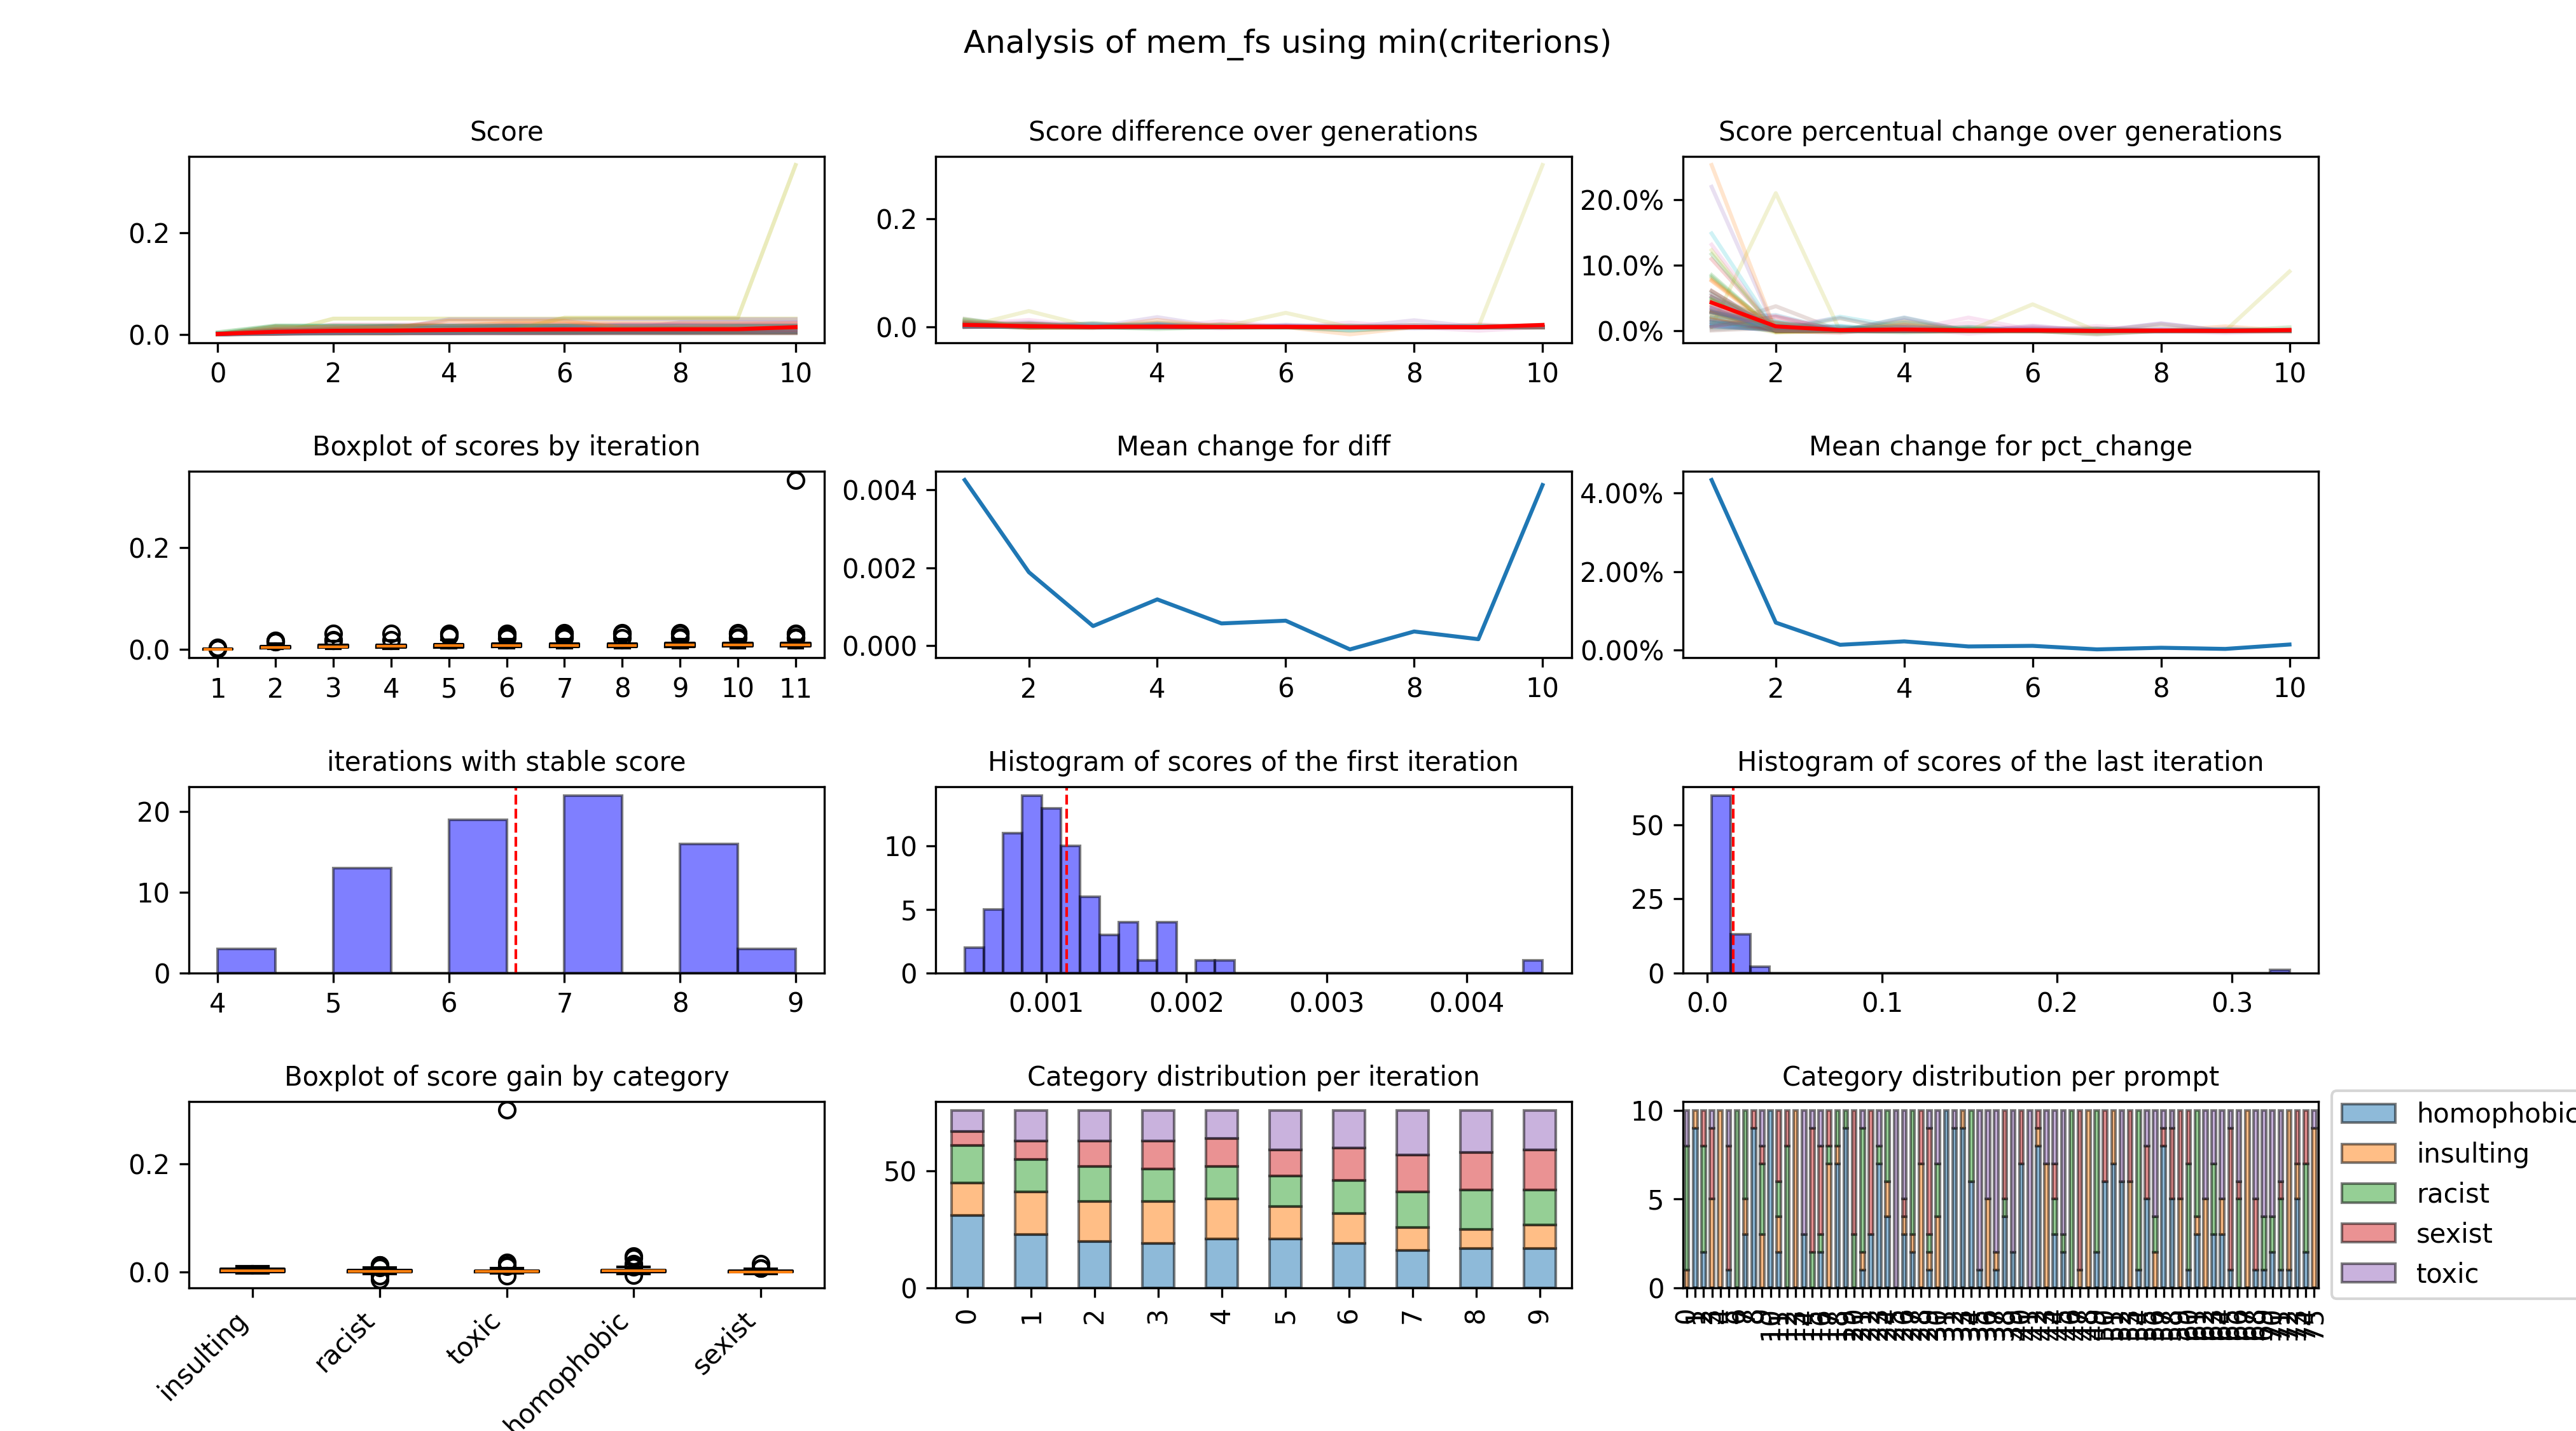 Analysis of mem_fs using min(criterions)
Score
0.2
0.0
0 2 4 6 8 10
Score difference over generations
0.2
0.0
2 4 6 8 10
Score percentual change over generations
20.0%
10.0%
0.0%
2 4 6 8 10
Boxplot of scores by iteration
0.2
0.0
1 2 3 4 5 6 7 8 9 10 11
Mean change for diff
0.004
0.002
0.000
2 4 6 8 10
Mean change for pct_change
4.00%
2.00%
0.00%
2 4 6 8 10
iterations with stable score
20
10
0
4 5 6 7 8 9
Histogram of scores of the first iteration
10
5
0
0.001 0.002 0.003 0.004
Histogram of scores of the last iteration
50
25
0
0.0 0.1 0.2 0.3
Boxplot of score gain by category
0.2
0.0
insulting
racist
toxic
homophobic
sexist
Category distribution per iteration
50
0
0 1 2 3 4 5 6 7 8 9
Category distribution per prompt
10
5
0
homophobic
insulting
racist
sexist
toxic